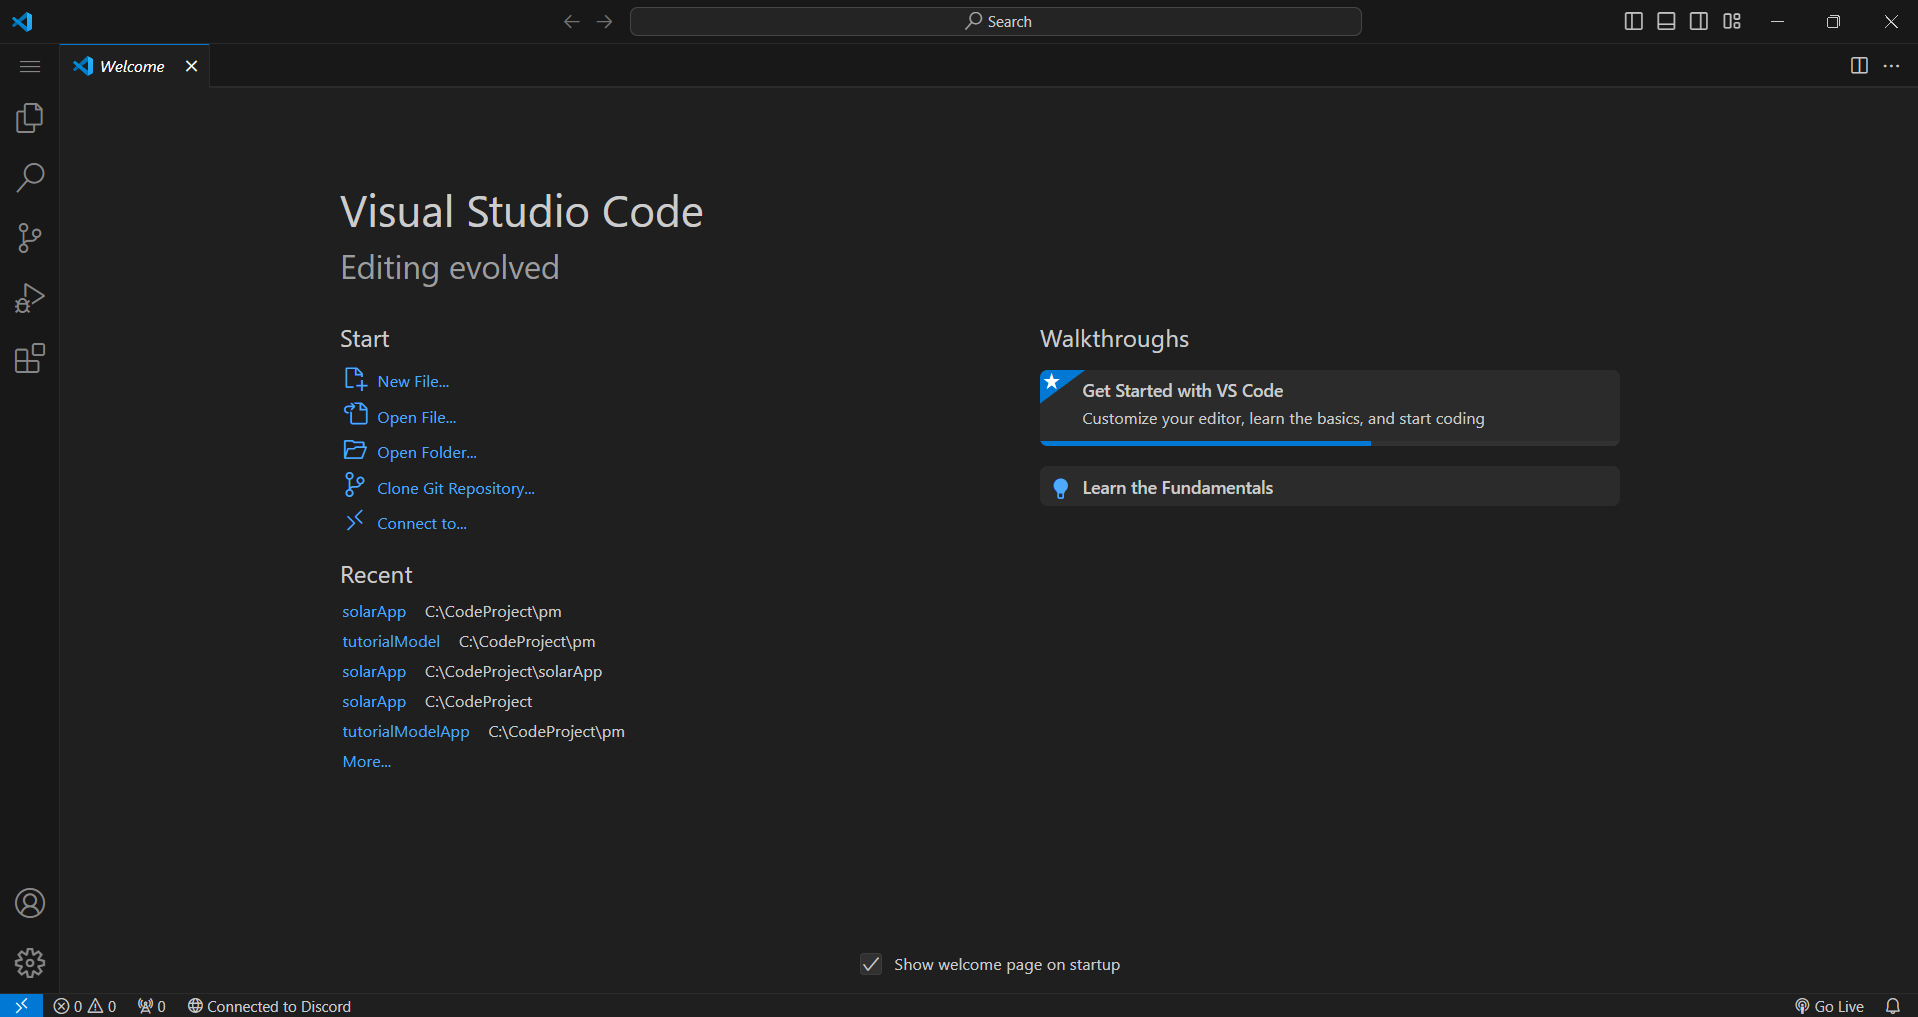 Search
Welcome
Visual Studio Code
Editing evolved
Start
New File...
Open File...
Open Folder...
Clone Git Repository...
Connect to...
Recent
solarApp C:\CodeProject\pm
tutorialModel C:\CodeProject\pm
solarApp C:\CodeProject\solarApp
solarApp C:\CodeProject
tutorialModelApp C:\CodeProject\pm
More...
Walkthroughs
Get Started with VS Code
Customize your editor, learn the basics, and start coding
Learn the Fundamentals
Show welcome page on startup
0 0 0 Connected to Discord Go Live